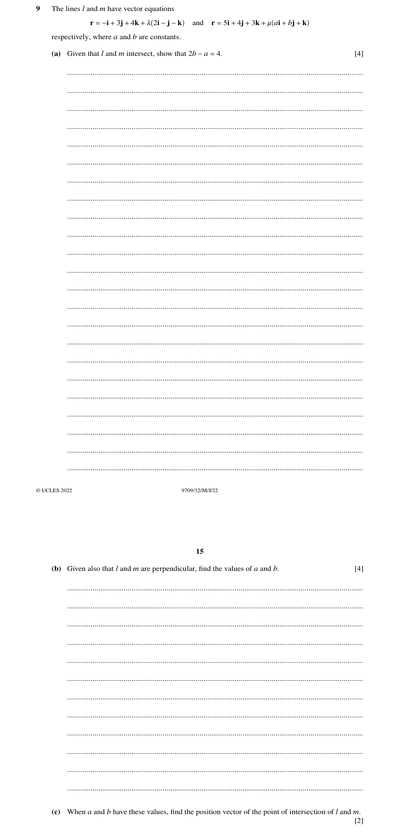 9 The lines l and m have vector equations
r = −i + 3j + 4k + λ(2i − j − k) and r = 5i + 4j + 3k + μ(ai + bj + k)
respectively, where a and b are constants.
(a) Given that l and m intersect, show that 2b − a = 4. [4]
© UCLES 2022 9709/32/M/J/22
15
(b) Given also that l and m are perpendicular, find the values of a and b. [4]
(c) When a and b have these values, find the position vector of the point of intersection of l and m.
[2]